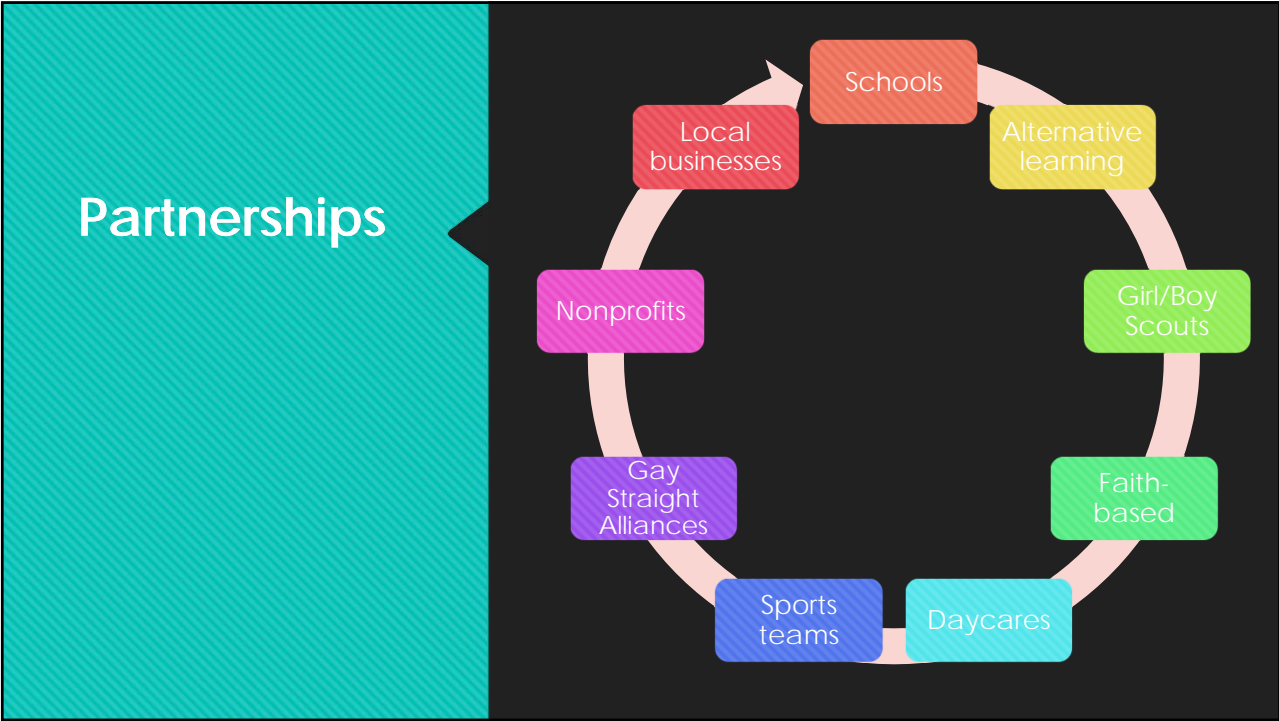 Partnerships
Schools
Alternative
learning
Girl/Boy
Scouts
Faith-
based
Daycares
Sports
teams
Gay
Straight
Alliances
Nonprofits
Local
businesses